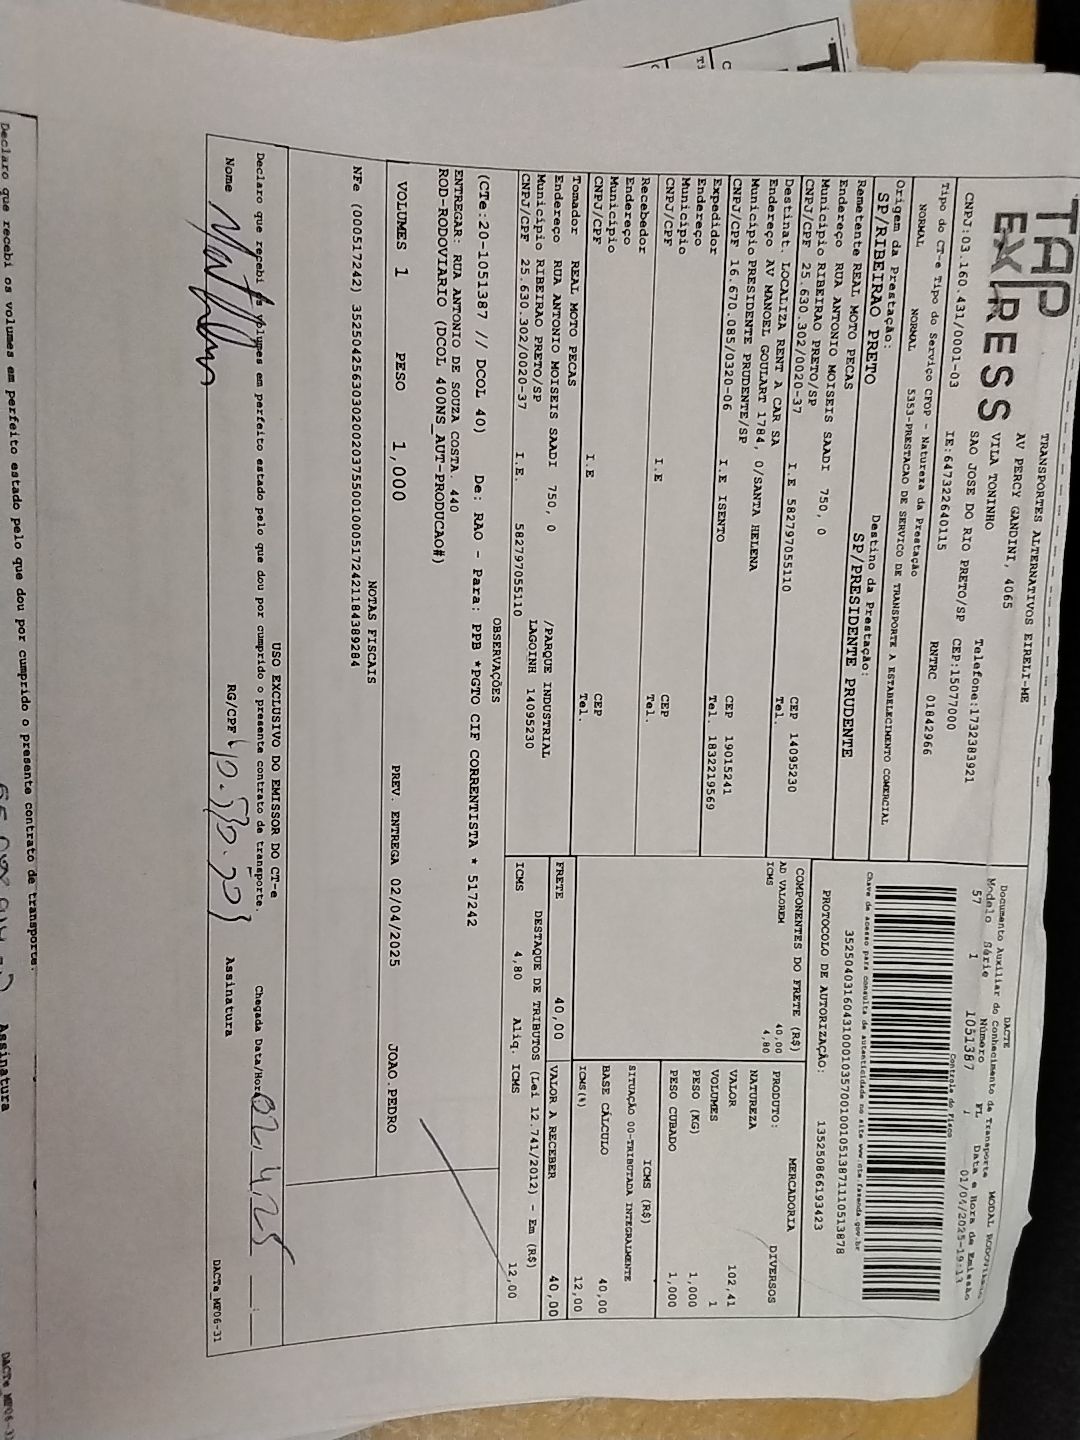 TAP
EXPRESS
TRANSPORTES ALTERNATIVOS EIRELI-ME
AV PERCY GANDINI, 4065
VILA TONINHO
SAO JOSE DO RIO PRETO/SP
Telefone:1732383921
CEP:15077000
CNPJ:03.160.431/0001-03
IE:647322640115
RNTRC 01842966
Tipo do CT-e Tipo do Serviço CFOP - Natureza da Prestação
NORMAL NORMAL 5353-PRESTACAO DE SERVICO DE TRANSPORTE A ESTABELECIMENTO COMERCIAL
Origem da Prestação: Destino da Prestação:
SP/RIBEIRAO PRETO SP/PRESIDENTE PRUDENTE
DACTE
Documento Auxiliar do Conhecimento de Transporte MODAL
Modelo Série Número FL Data e Hora de Emissão
57 1 1051387 1 01/04/2025-19:13
Controle do Fisco
Chave de acesso para consulta de autenticidade no site www.cte.fazenda.gov.br
35250403160431000103570010010513871110513878
PROTOCOLO DE AUTORIZAÇÃO: 135250866193423
Remetente REAL MOTO PECAS
Endereço RUA ANTONIO MOISEIS SAADI 750, 0
Município RIBEIRAO PRETO/SP CEP 14095230
CNPJ/CPF 25.630.302/0020-37 I.E 582797055110 Tel.
Destinat. LOCALIZA RENT A CAR SA
Endereço AV MANOEL GOULART 1784, 0/SANTA HELENA
Município PRESIDENTE PRUDENTE/SP CEP 19015241
CNPJ/CPF 16.670.085/0320-06 I.E ISENTO Tel. 1832219569
Expedidor
Endereço
Município CEP
CNPJ/CPF I.E Tel.
Recebedor
Endereço
Município CEP
CNPJ/CPF I.E Tel.
Tomador REAL MOTO PECAS
Endereço RUA ANTONIO MOISEIS SAADI 750, 0 /PARQUE INDUSTRIAL
Município RIBEIRAO PRETO/SP LAGOINH 14095230
CNPJ/CPF 25.630.302/0020-37 I.E. 582797055110
COMPONENTES DO FRETE (R$)
AD VALOREM 40,00
ICMS 4,80
PRODUTO: MERCADORIA
NATUREZA DIVERSOS
VALOR 102,41
VOLUMES 1
PESO (KG) 1,000
PESO CUBADO 1,000
ICMS (R$)
SITUAÇÃO 00-TRIBUTADA INTEGRALMENTE
BASE CÁLCULO 40,00
ICMS(%) 12,00
FRETE 40,00 VALOR A RECEBER 40,00
DESTAQUE DE TRIBUTOS (Lei 12.741/2012) - Em (R$)
ICMS 4,80 Aliq. ICMS 12,00
OBSERVAÇÕES
(CTe:20-1051387 // DCOL 40) De: RAO - Para: PPB *PGTO CIF CORRENTISTA * 517242
ENTREGAR: RUA ANTONIO DE SOUZA COSTA. 440
ROD-RODOVIARIO (DCOL 400NS_AUT-PRODUCAO#)
VOLUMES 1 PESO 1,000 PREV. ENTREGA 02/04/2025 JOAO.PEDRO
NOTAS FISCAIS
NFe (000517242) 35250425630302002037550010005172421184389284
USO EXCLUSIVO DO EMISSOR DO CT-e
Declaro que recebi os volumes em perfeito estado pelo que dou por cumprido o presente contrato de transporte.
Chegada Data/Hora 02.4.25 __:__
Nome RG/CPF Assinatura
DACTe_MF06-31
Declaro que recebi os volumes em perfeito estado pelo que dou por cumprido o presente contrato de transporte.
Assinatura
DACTe_MF06-31